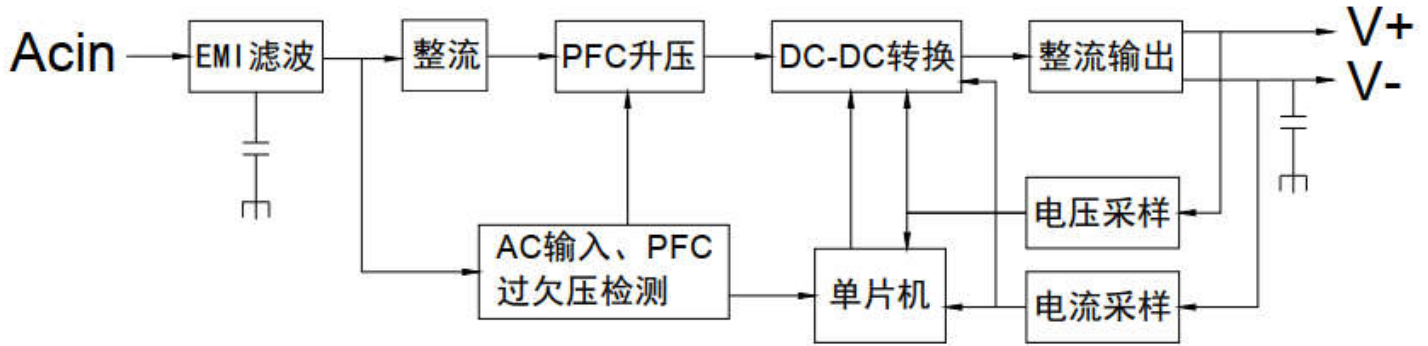 Acin
EMI滤波
整流
PFC升压
DC-DC转换
整流输出
V+
V-
电压采样
AC输入、PFC
过欠压检测
单片机
电流采样